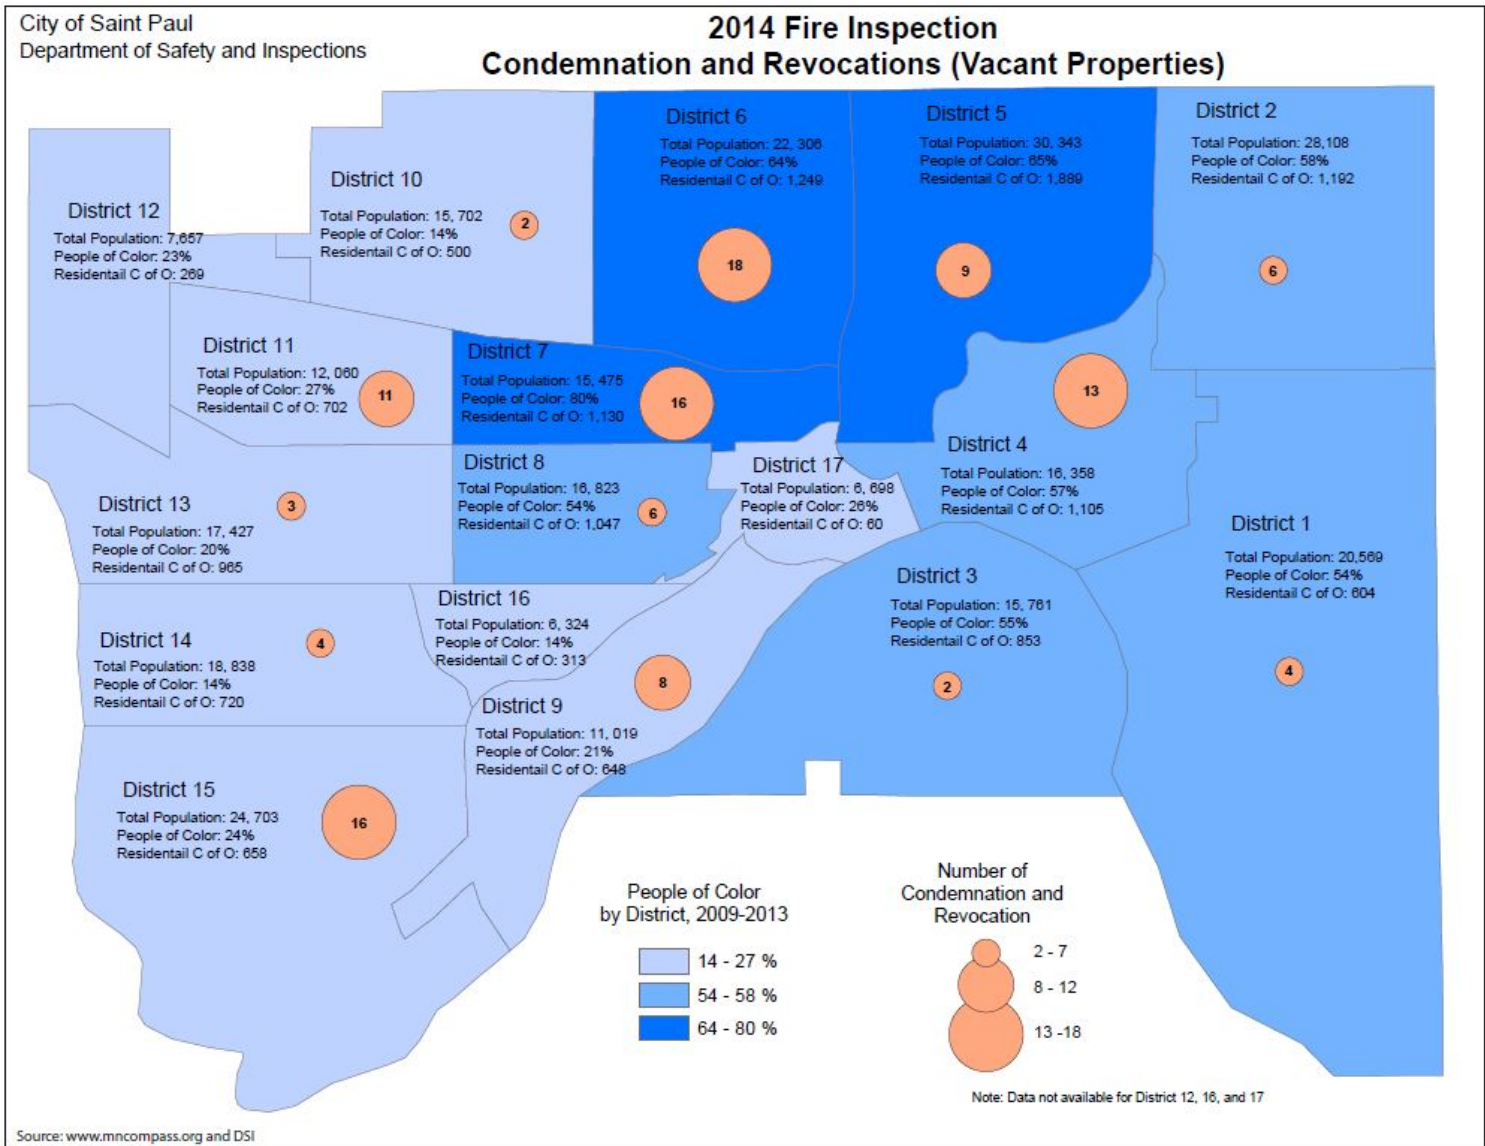 City of Saint Paul
Department of Safety and Inspections
2014 Fire Inspection
Condemnation and Revocations (Vacant Properties)
District 6
Total Population: 22, 306
People of Color: 64%
Residentail C of O: 1,249
18
District 5
Total Population: 30, 343
People of Color: 65%
Residentail C of O: 1,889
9
District 2
Total Population: 28,108
People of Color: 58%
Residentail C of O: 1,192
6
District 10
Total Population: 15, 702
People of Color: 14%
Residentail C of O: 500
2
District 12
Total Population: 7,657
People of Color: 23%
Residentail C of O: 269
District 11
Total Population: 12, 060
People of Color: 27%
Residentail C of O: 702
11
District 7
Total Population: 15, 475
People of Color: 80%
Residentail C of O: 1,130
16
13
District 4
Total Poulation: 16, 358
People of Color: 57%
Residentail C of O: 1,105
District 8
Total Population: 16, 823
People of Color: 54%
Residentail C of O: 1,047
6
District 17
Total Population: 6, 698
People of Color: 26%
Residentail C of O: 60
District 13
Total Population: 17, 427
People of Color: 20%
Residentail C of O: 965
3
District 1
Total Population: 20,569
People of Color: 54%
Residentail C of O: 604
4
District 3
Total Population: 15, 761
People of Color: 55%
Residentail C of O: 853
2
District 16
Total Population: 6, 324
People of Color: 14%
Residentail C of O: 313
District 14
Total Population: 18, 838
People of Color: 14%
Residentail C of O: 720
4
District 9
Total Population: 11, 019
People of Color: 21%
Residentail C of O: 648
8
District 15
Total Population: 24, 703
People of Color: 24%
Residentail C of O: 658
16
People of Color
by District, 2009-2013
14 - 27 %
54 - 58 %
64 - 80 %
Number of
Condemnation and
Revocation
2 - 7
8 - 12
13 -18
Note: Data not available for District 12, 16, and 17
Source: www.mncompass.org and DSI